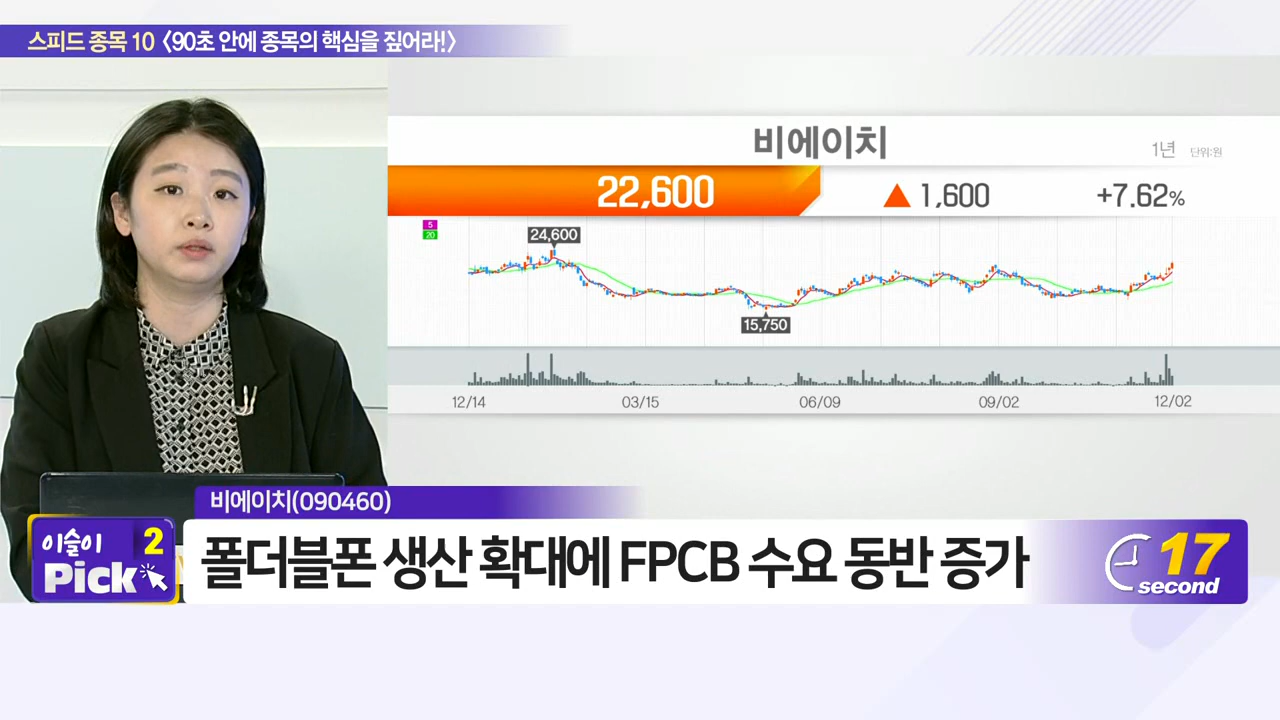 스피드 종목 10 〈90초 안에 종목의 핵심을 짚어라!〉
비에이치
1년 단위:원
22,600 ▲ 1,600 +7.62%
5
20
24,600
15,750
12/14 03/15 06/09 09/02 12/02
비에이치(090460)
이슬이 2
Pick
폴더블폰 생산 확대에 FPCB 수요 동반 증가
17
second